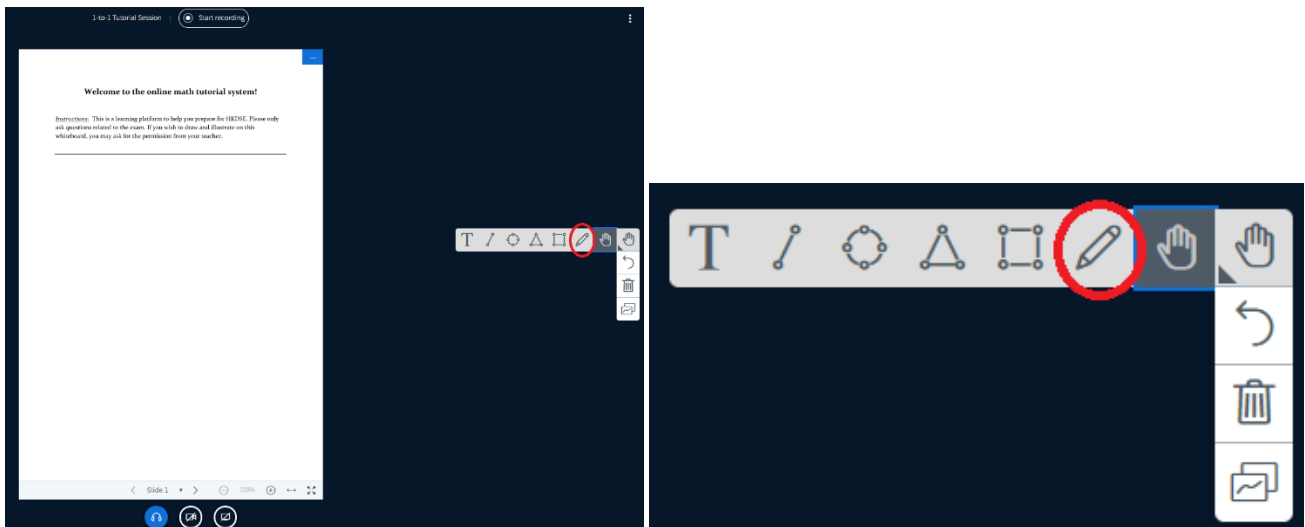 1-to-1 Tutorial Session | Start recording
Welcome to the online math tutorial system!
Instructions: This is a learning platform to help you prepare for HKDSE. Please only
ask questions related to the exam. If you wish to draw and illustrate on this
whiteboard, you may ask for the permission from your teacher.
T
Slide 1
100%
T